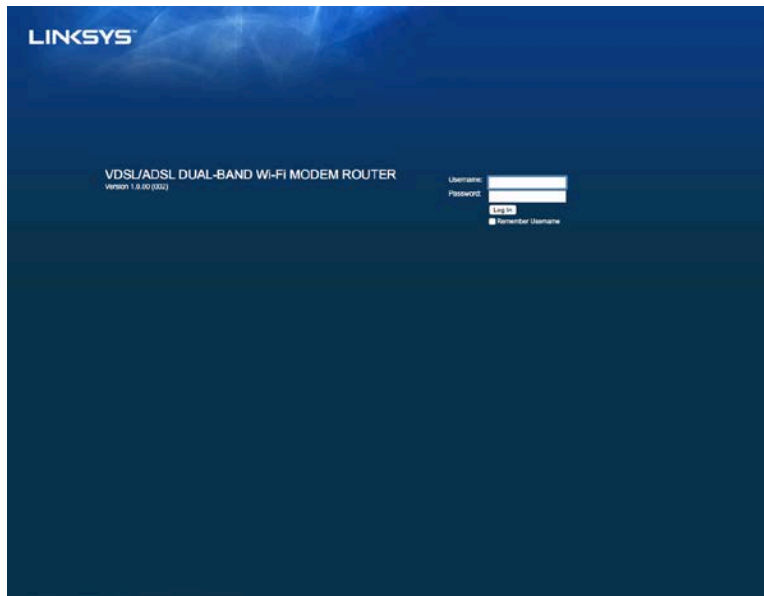 LINKSYS™
VDSL/ADSL DUAL-BAND Wi-Fi MODEM ROUTER
Version 1.0.00 (002)
Username:
Password:
Log In
Remember Username